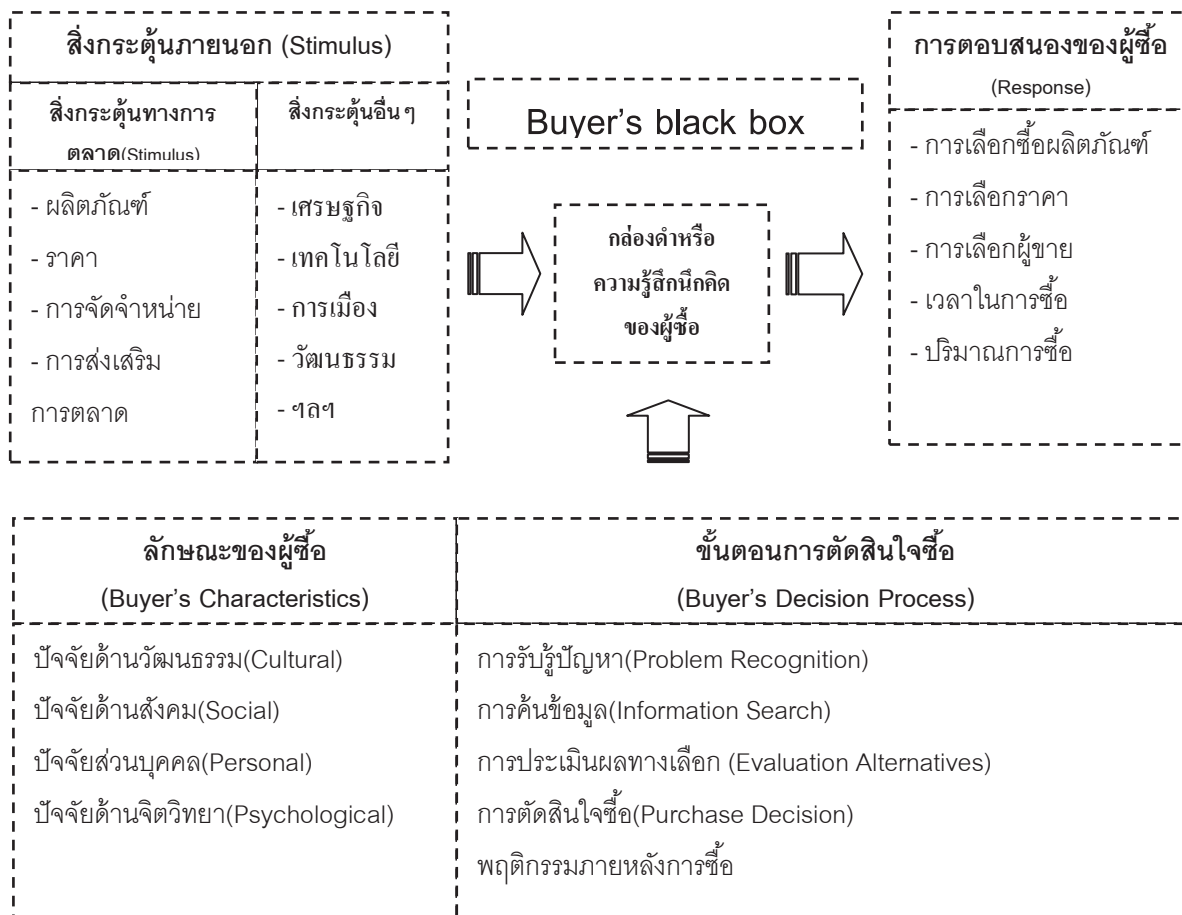 สิ่งกระตุ้นภายนอก (Stimulus)
สิ่งกระตุ้นทางการ
ตลาด(Stimulus)
- ผลิตภัณฑ์
- ราคา
- การจัดจำหน่าย
- การส่งเสริม
การตลาด
สิ่งกระตุ้นอื่น ๆ
- เศรษฐกิจ
- เทคโนโลยี
- การเมือง
- วัฒนธรรม
- ฯลฯ
Buyer's black box
กล่องดำหรือ
ความรู้สึกนึกคิด
ของผู้ซื้อ
การตอบสนองของผู้ซื้อ
(Response)
- การเลือกซื้อผลิตภัณฑ์
- การเลือกราคา
- การเลือกผู้ขาย
- เวลาในการซื้อ
- ปริมาณการซื้อ
ลักษณะของผู้ซื้อ
(Buyer's Characteristics)
ปัจจัยด้านวัฒนธรรม(Cultural)
ปัจจัยด้านสังคม(Social)
ปัจจัยส่วนบุคคล(Personal)
ปัจจัยด้านจิตวิทยา(Psychological)
ขั้นตอนการตัดสินใจซื้อ
(Buyer's Decision Process)
การรับรู้ปัญหา(Problem Recognition)
การค้นข้อมูล(Information Search)
การประเมินผลทางเลือก (Evaluation Alternatives)
การตัดสินใจซื้อ(Purchase Decision)
พฤติกรรมภายหลังการซื้อ